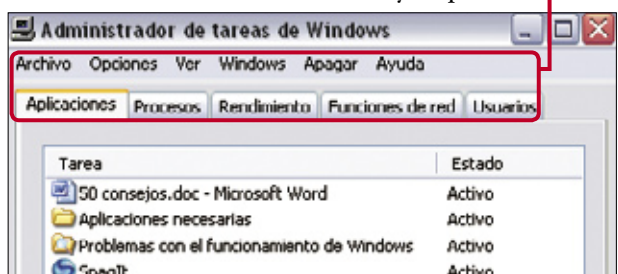 Administrador de tareas de Windows
Archivo Opciones Ver Windows Apagar Ayuda
Aplicaciones Procesos Rendimiento Funciones de red Usuarios
Tarea Estado
50 consejos.doc - Microsoft Word Activo
Aplicaciones necesarias Activo
Problemas con el funcionamiento de Windows Activo
SnagIt Activo